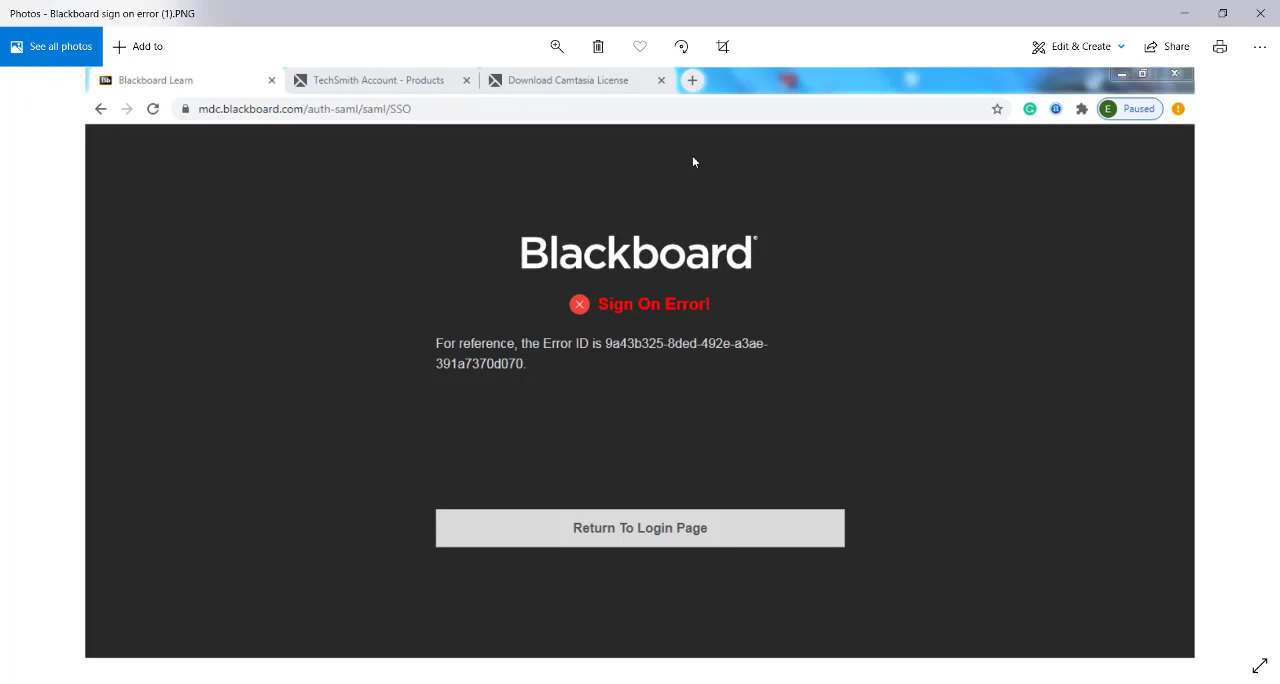 Photos - Blackboard sign on error (1).PNG
See all photos
Add to
Edit & Create
Share
Bb
Blackboard Learn
TechSmith Account - Products
Download Camtasia License
mdc.blackboard.com/auth-saml/saml/SSO
E
Paused
Blackboard
Sign On Error!
For reference, the Error ID is 9a43b325-8ded-492e-a3ae-
391a7370d070.
Return To Login Page